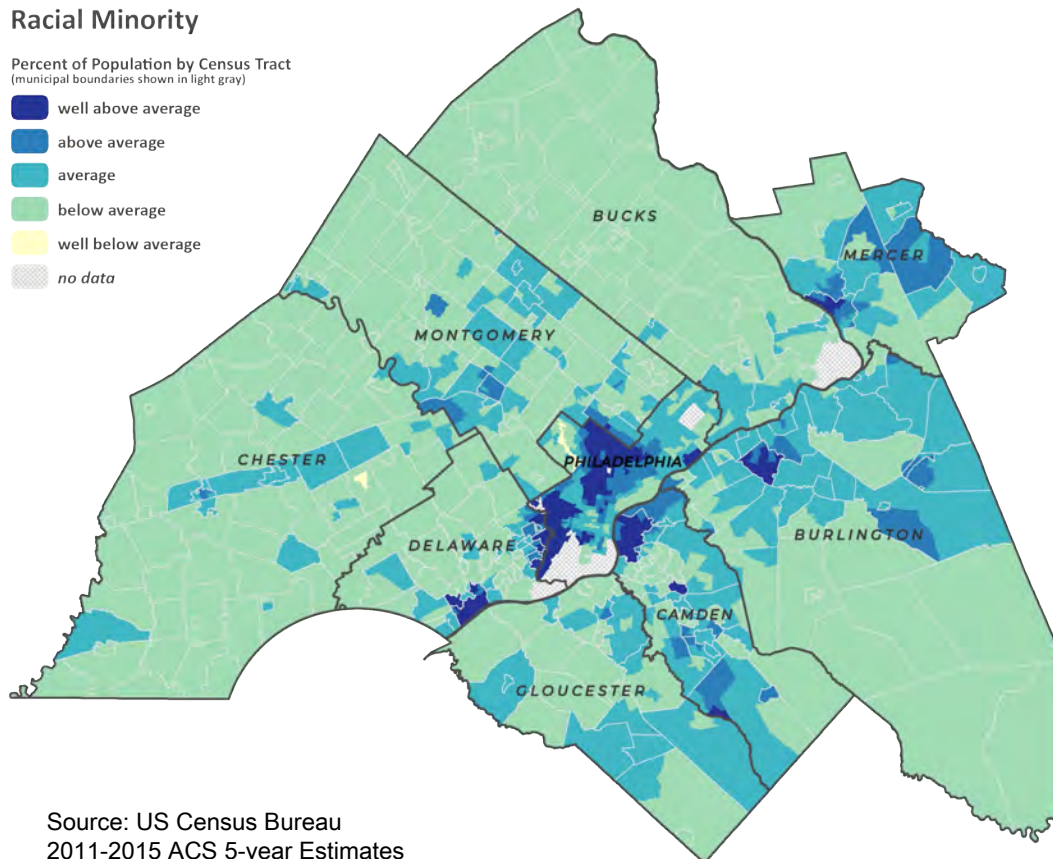 Racial Minority
Percent of Population by Census Tract
(municipal boundaries shown in light gray)
well above average
above average
average
below average
well below average
no data
BUCKS
MERCER
MONTGOMERY
CHESTER
PHILADELPHIA
DELAWARE
BURLINGTON
CAMDEN
GLOUCESTER
Source: US Census Bureau
2011-2015 ACS 5-year Estimates